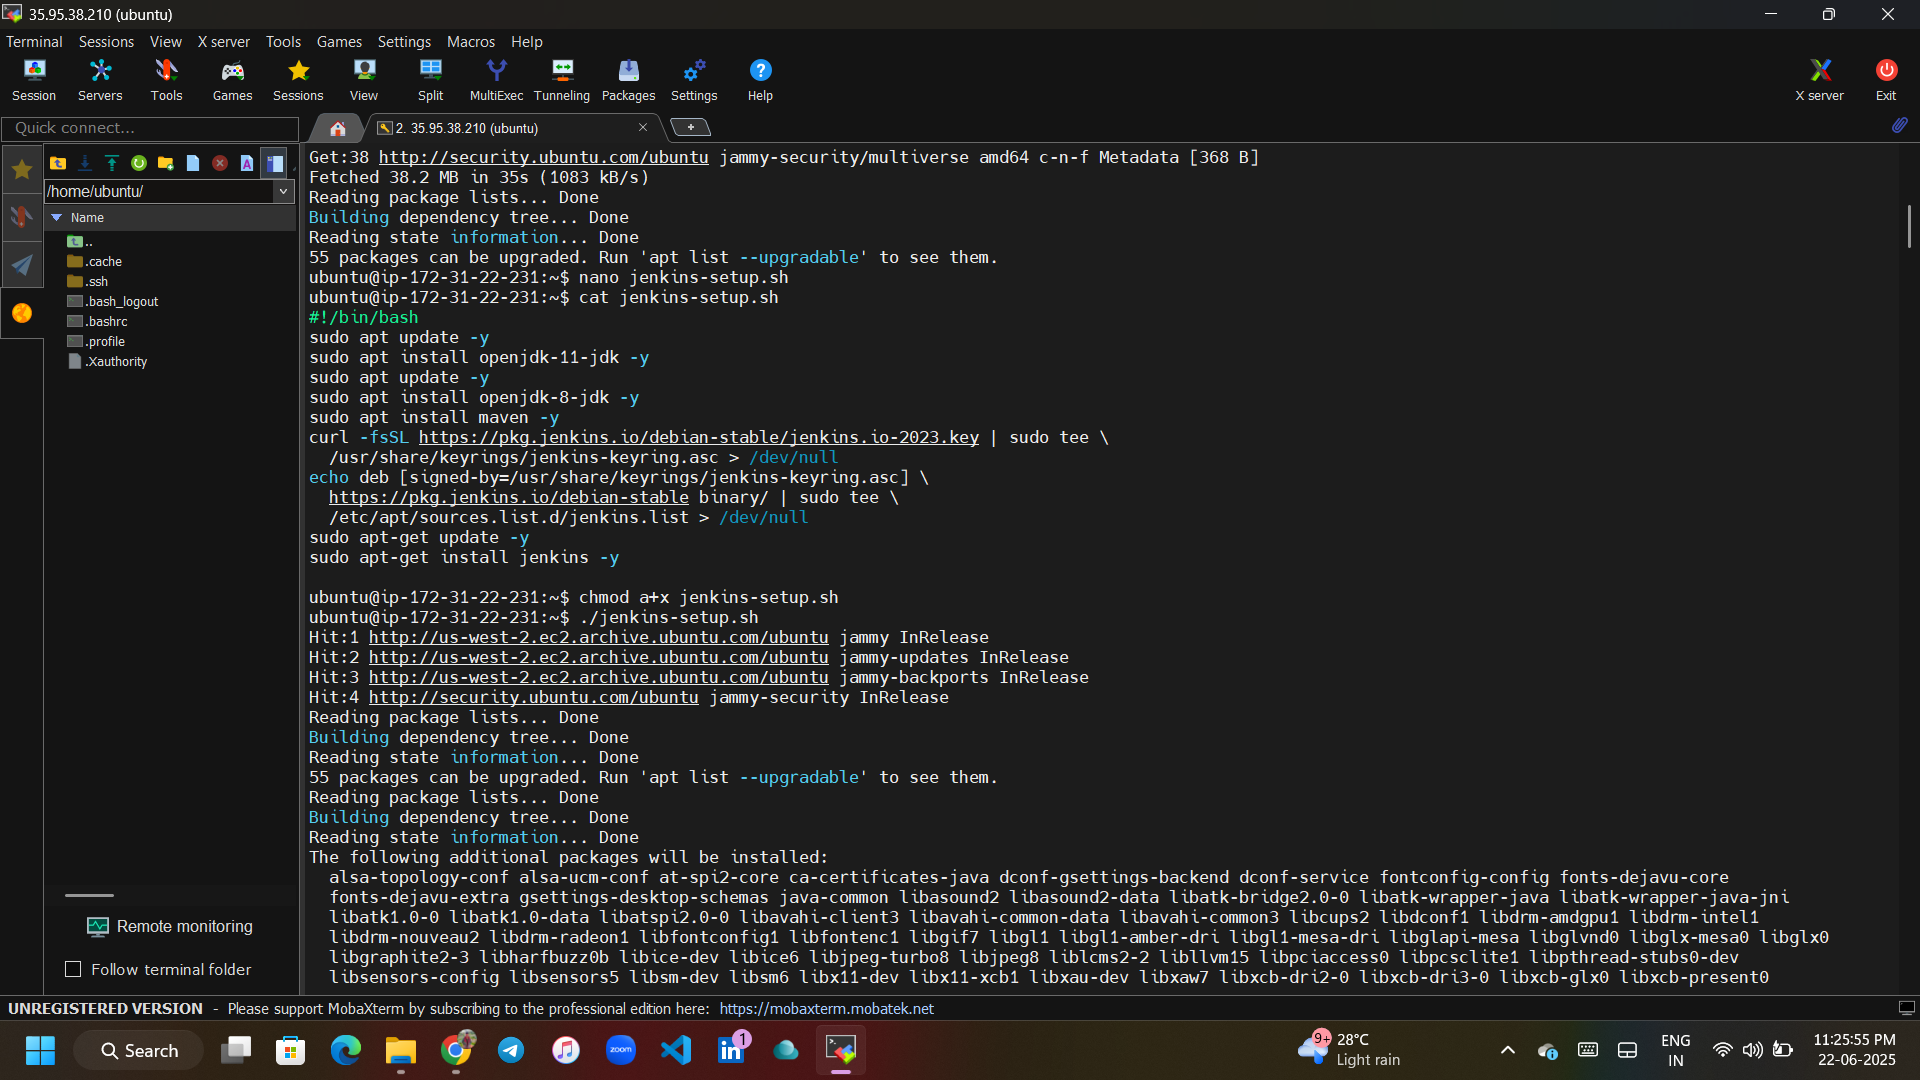 35.95.38.210 (ubuntu)
Terminal Sessions View X server Tools Games Settings Macros Help
Session Servers Tools Games Sessions View Split MultiExec Tunneling Packages Settings Help X server Exit
Quick connect...
2. 35.95.38.210 (ubuntu)
/home/ubuntu/
Name
..
.cache
.ssh
.bash_logout
.bashrc
.profile
.Xauthority
Remote monitoring
Follow terminal folder
Get:38 http://security.ubuntu.com/ubuntu jammy-security/multiverse amd64 c-n-f Metadata [368 B]
Fetched 38.2 MB in 35s (1083 kB/s)
Reading package lists... Done
Building dependency tree... Done
Reading state information... Done
55 packages can be upgraded. Run 'apt list --upgradable' to see them.
ubuntu@ip-172-31-22-231:~$ nano jenkins-setup.sh
ubuntu@ip-172-31-22-231:~$ cat jenkins-setup.sh
#!/bin/bash
sudo apt update -y
sudo apt install openjdk-11-jdk -y
sudo apt update -y
sudo apt install openjdk-8-jdk -y
sudo apt install maven -y
curl -fsSL https://pkg.jenkins.io/debian-stable/jenkins.io-2023.key | sudo tee \
/usr/share/keyrings/jenkins-keyring.asc > /dev/null
echo deb [signed-by=/usr/share/keyrings/jenkins-keyring.asc] \
https://pkg.jenkins.io/debian-stable binary/ | sudo tee \
/etc/apt/sources.list.d/jenkins.list > /dev/null
sudo apt-get update -y
sudo apt-get install jenkins -y
ubuntu@ip-172-31-22-231:~$ chmod a+x jenkins-setup.sh
ubuntu@ip-172-31-22-231:~$ ./jenkins-setup.sh
Hit:1 http://us-west-2.ec2.archive.ubuntu.com/ubuntu jammy InRelease
Hit:2 http://us-west-2.ec2.archive.ubuntu.com/ubuntu jammy-updates InRelease
Hit:3 http://us-west-2.ec2.archive.ubuntu.com/ubuntu jammy-backports InRelease
Hit:4 http://security.ubuntu.com/ubuntu jammy-security InRelease
Reading package lists... Done
Building dependency tree... Done
Reading state information... Done
55 packages can be upgraded. Run 'apt list --upgradable' to see them.
Reading package lists... Done
Building dependency tree... Done
Reading state information... Done
The following additional packages will be installed:
alsa-topology-conf alsa-ucm-conf at-spi2-core ca-certificates-java dconf-gsettings-backend dconf-service fontconfig-config fonts-dejavu-core
fonts-dejavu-extra gsettings-desktop-schemas java-common libasound2 libasound2-data libatk-bridge2.0-0 libatk-wrapper-java libatk-wrapper-java-jni
libatk1.0-0 libatk1.0-data libatspi2.0-0 libavahi-client3 libavahi-common-data libavahi-common3 libcups2 libdconf1 libdrm-amdgpu1 libdrm-intel1
libdrm-nouveau2 libdrm-radeon1 libfontconfig1 libfontenc1 libgif7 libgl1 libgl1-amber-dri libgl1-mesa-dri libglapi-mesa libglvnd0 libglx-mesa0 libglx0
libgraphite2-3 libharfbuzz0b libice-dev libice6 libjpeg-turbo8 libjpeg8 liblcms2-2 libllvm15 libpciaccess0 libpcsclite1 libpthread-stubs0-dev
libsensors-config libsensors5 libsm-dev libsm6 libx11-dev libx11-xcb1 libxau-dev libxaw7 libxcb-dri2-0 libxcb-dri3-0 libxcb-glx0 libxcb-present0
UNREGISTERED VERSION - Please support MobaXterm by subscribing to the professional edition here: https://mobaxterm.mobatek.net
Search
zoom
1
9+
28°C
Light rain
ENG
IN
11:25:55 PM
22-06-2025